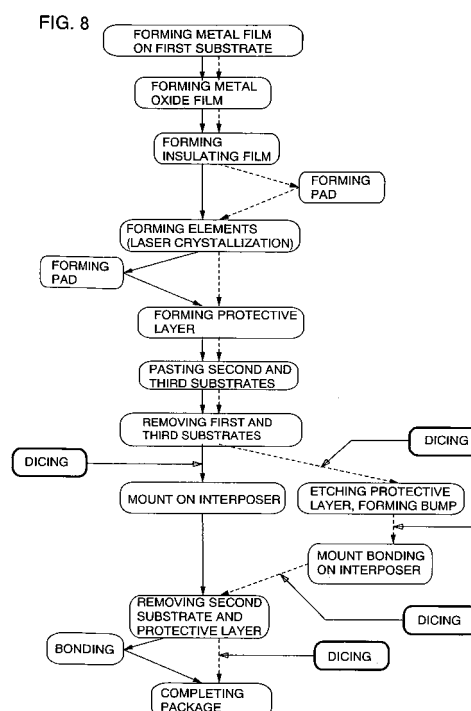 FIG. 8
FORMING METAL FILM
ON FIRST SUBSTRATE
FORMING METAL
OXIDE FILM
FORMING
INSULATING FILM
FORMING
PAD
FORMING ELEMENTS
(LASER CRYSTALLIZATION)
FORMING
PAD
FORMING PROTECTIVE
LAYER
PASTING SECOND AND
THIRD SUBSTRATES
REMOVING FIRST AND
THIRD SUBSTRATES
DICING
DICING
MOUNT ON INTERPOSER
ETCHING PROTECTIVE
LAYER, FORMING BUMP
MOUNT BONDING
ON INTERPOSER
REMOVING SECOND
SUBSTRATE AND
PROTECTIVE LAYER
DICING
BONDING
DICING
COMPLETING
PACKAGE